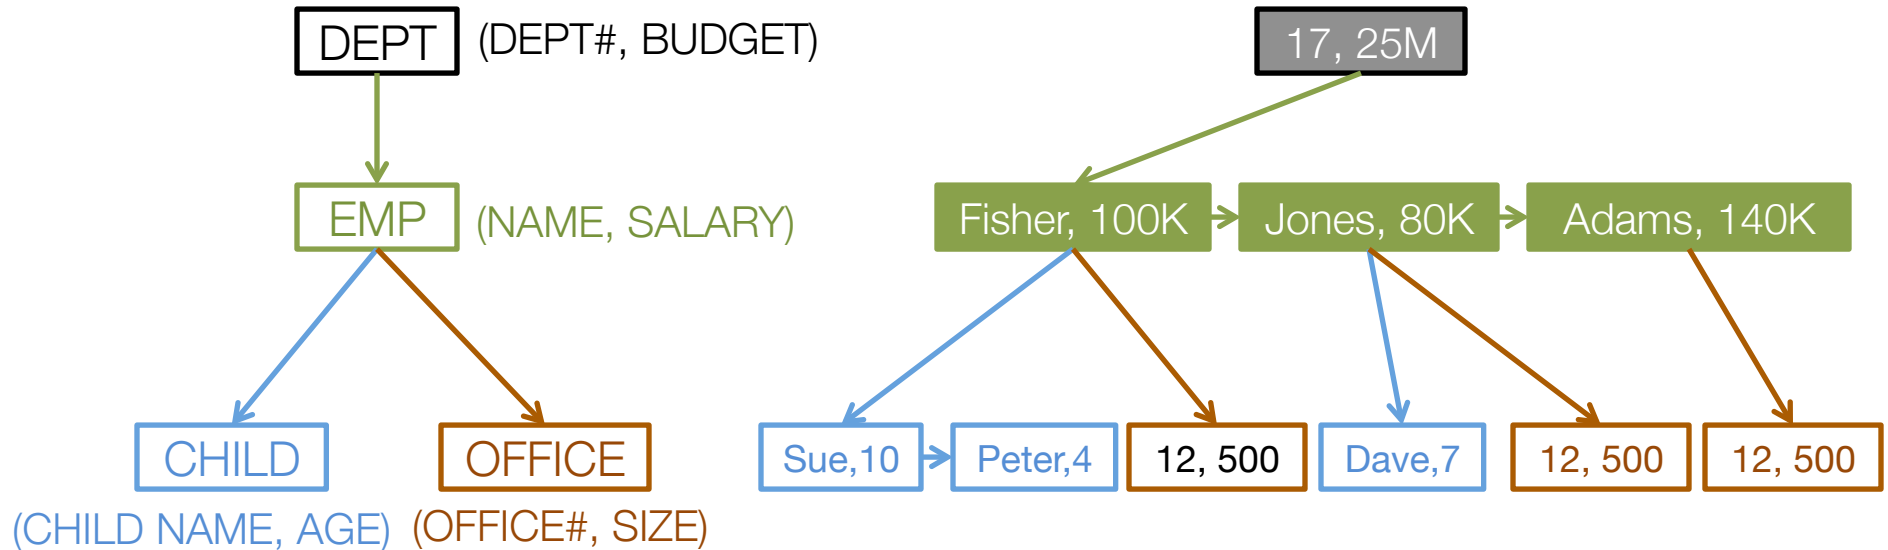 DEPT (DEPT#, BUDGET)
17, 25M
EMP (NAME, SALARY)
Fisher, 100K
Jones, 80K
Adams, 140K
CHILD
OFFICE
Sue,10
Peter,4
12, 500
Dave,7
12, 500
12, 500
(CHILD NAME, AGE)
(OFFICE#, SIZE)